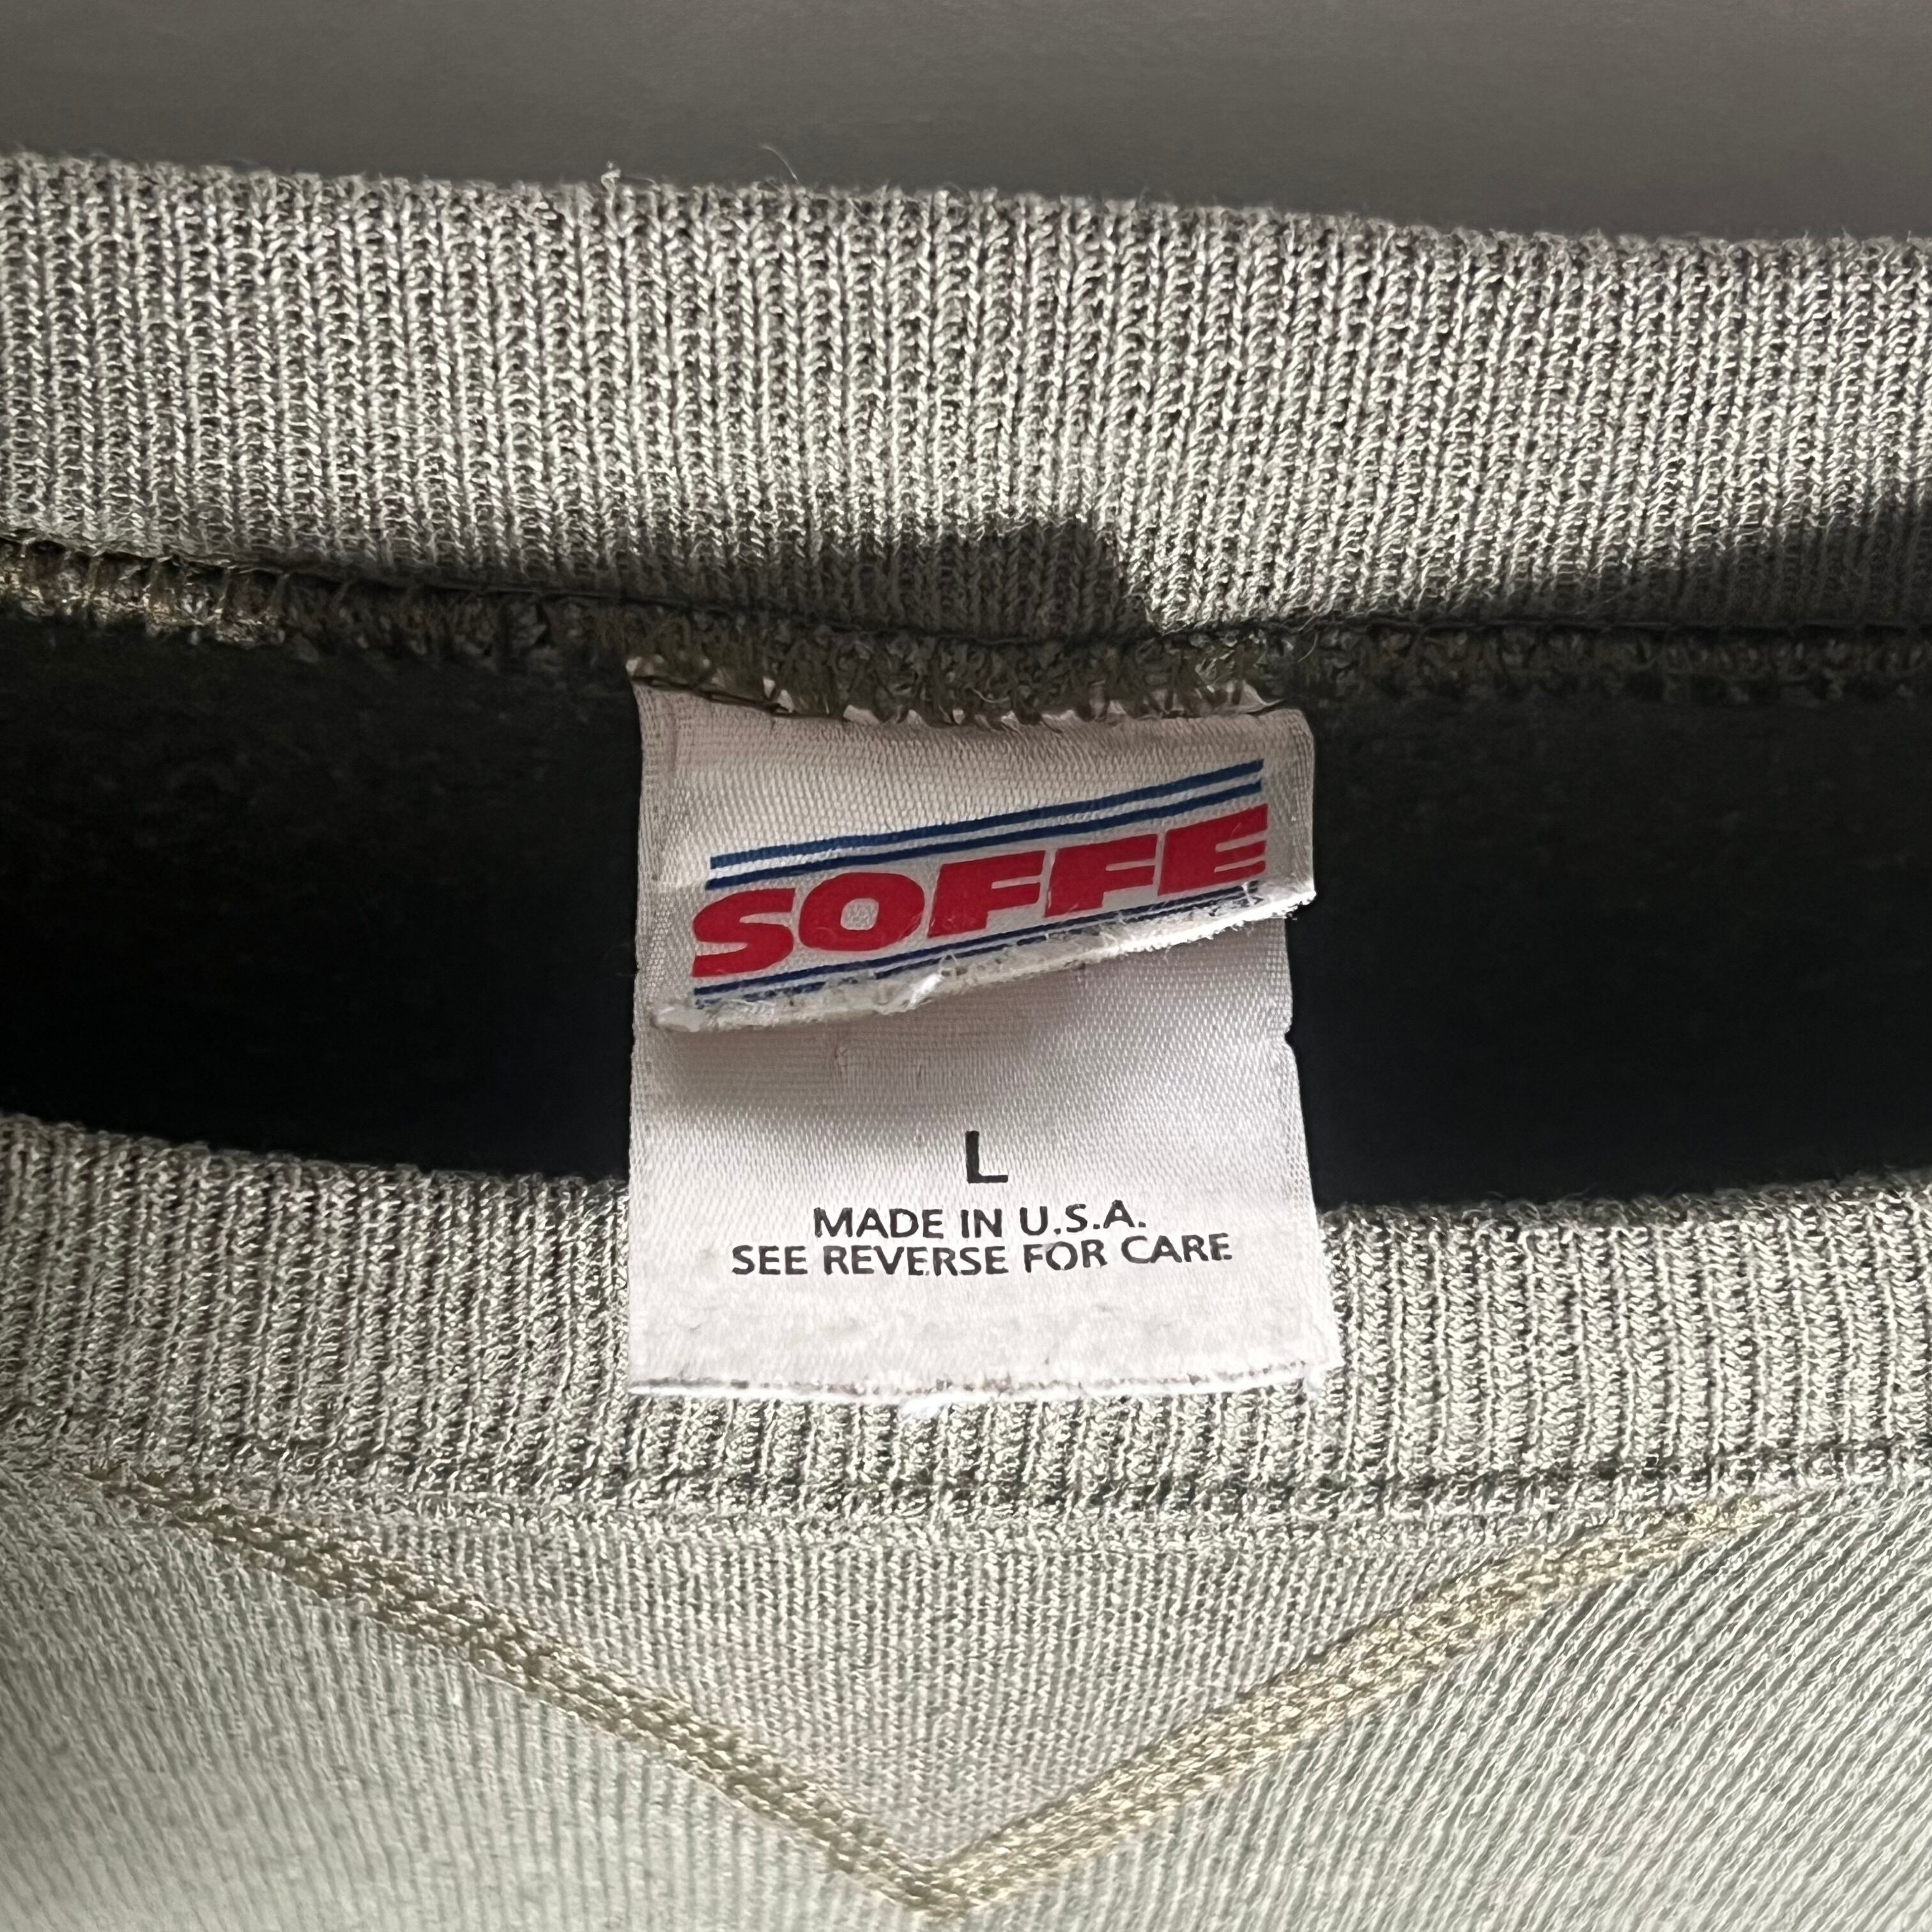 SOFFE
L
MADE IN U.S.A.
SEE REVERSE FOR CARE